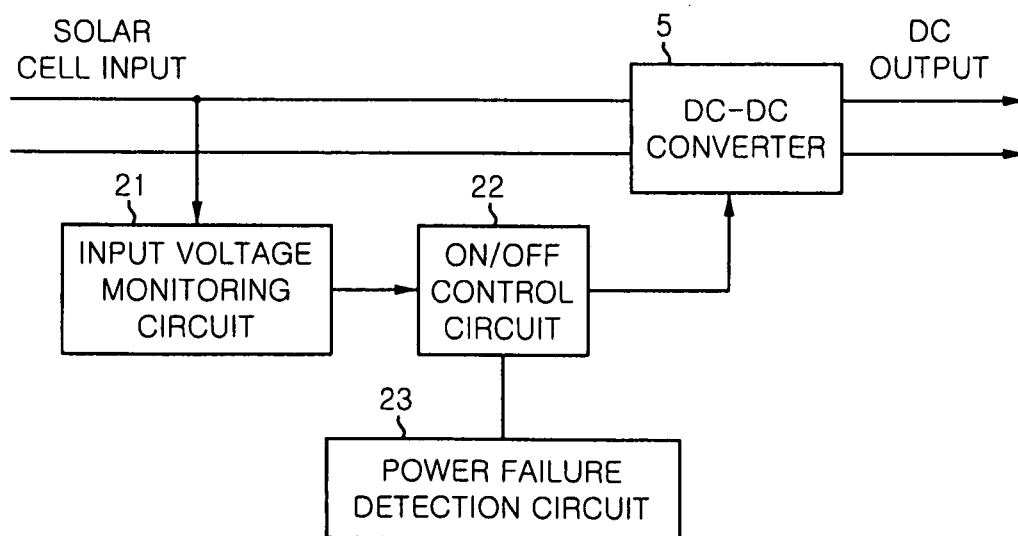 SOLAR
CELL INPUT
5
DC
OUTPUT
DC-DC
CONVERTER
21
INPUT VOLTAGE
MONITORING
CIRCUIT
22
ON/OFF
CONTROL
CIRCUIT
23
POWER FAILURE
DETECTION CIRCUIT